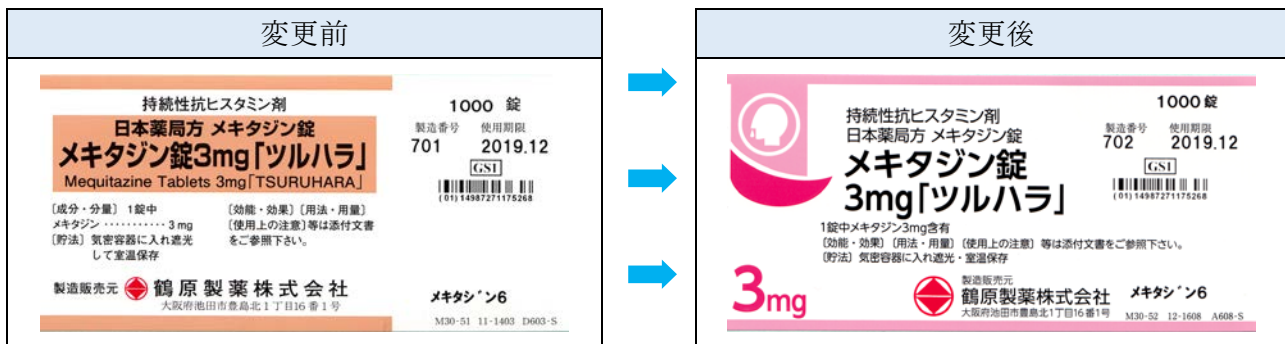 変更前
持続性抗ヒスタミン剤
日本薬局方 メキタジン錠
メキタジン錠3mg「ツルハラ」
Mequitazine Tablets 3mg「TSURUHARA」
〔成分・分量〕 1錠中
メキタジン ··········· 3 mg
〔貯法〕 気密容器に入れ遮光
して室温保存
〔効能・効果〕〔用法・用量〕
〔使用上の注意〕等は添付文書
をご参照下さい。
製造販売元 鶴原製薬株式会社
大阪府池田市豊島北1丁目16番1号
1000 錠
製造番号 使用期限
701 2019.12
GS1
(01)14987271175268
メキタジン6
M30-51 11-1403 D603-S
変更後
持続性抗ヒスタミン剤
日本薬局方 メキタジン錠
メキタジン錠
3mg「ツルハラ」
1錠中メキタジン3mg含有
〔効能・効果〕〔用法・用量〕〔使用上の注意〕等は添付文書をご参照下さい。
〔貯法〕気密容器に入れ遮光・室温保存
3mg
製造販売元
鶴原製薬株式会社
大阪府池田市豊島北1丁目16番1号
1000 錠
製造番号 使用期限
702 2019.12
GS1
(01)14987271175268
メキタジン6
M30-52 12-1608 A608-S